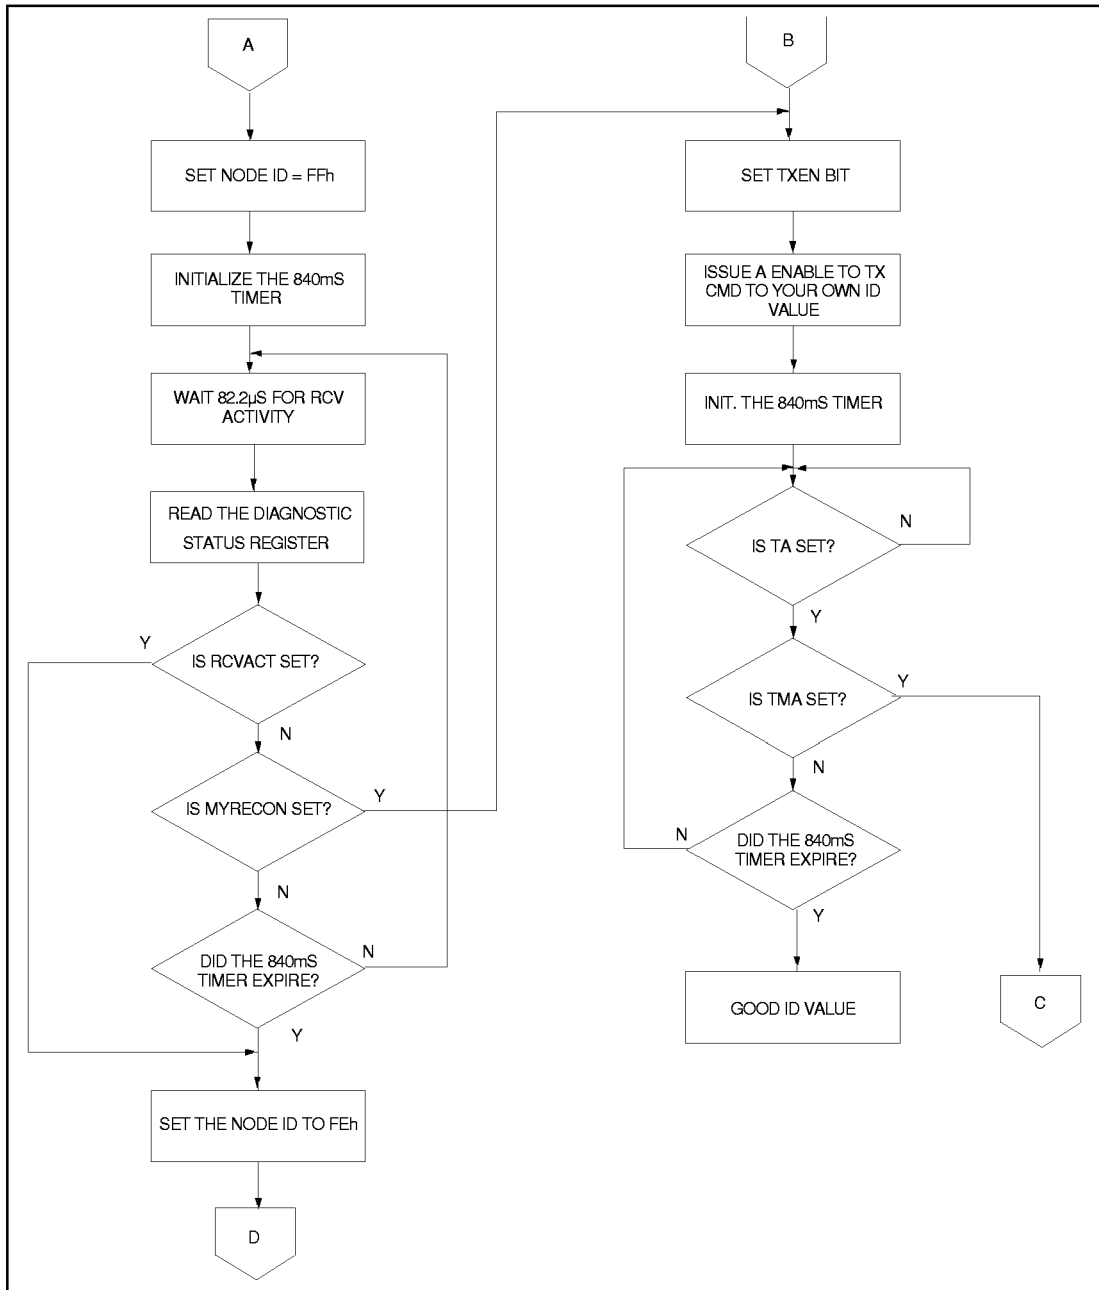 A
SET NODE ID = FFh
INITIALIZE THE 840mS
TIMER
WAIT 82.2µS FOR RCV
ACTIVITY
READ THE DIAGNOSTIC
STATUS REGISTER
Y
IS RCVACT SET?
N
IS MYRECON SET?
Y
N
DID THE 840mS
TIMER EXPIRE?
N
Y
SET THE NODE ID TO FEh
D
B
SET TXEN BIT
ISSUE A ENABLE TO TX
CMD TO YOUR OWN ID
VALUE
INIT. THE 840mS TIMER
N
IS TA SET?
Y
Y
IS TMA SET?
N
N
DID THE 840mS
TIMER EXPIRE?
Y
GOOD ID VALUE
C